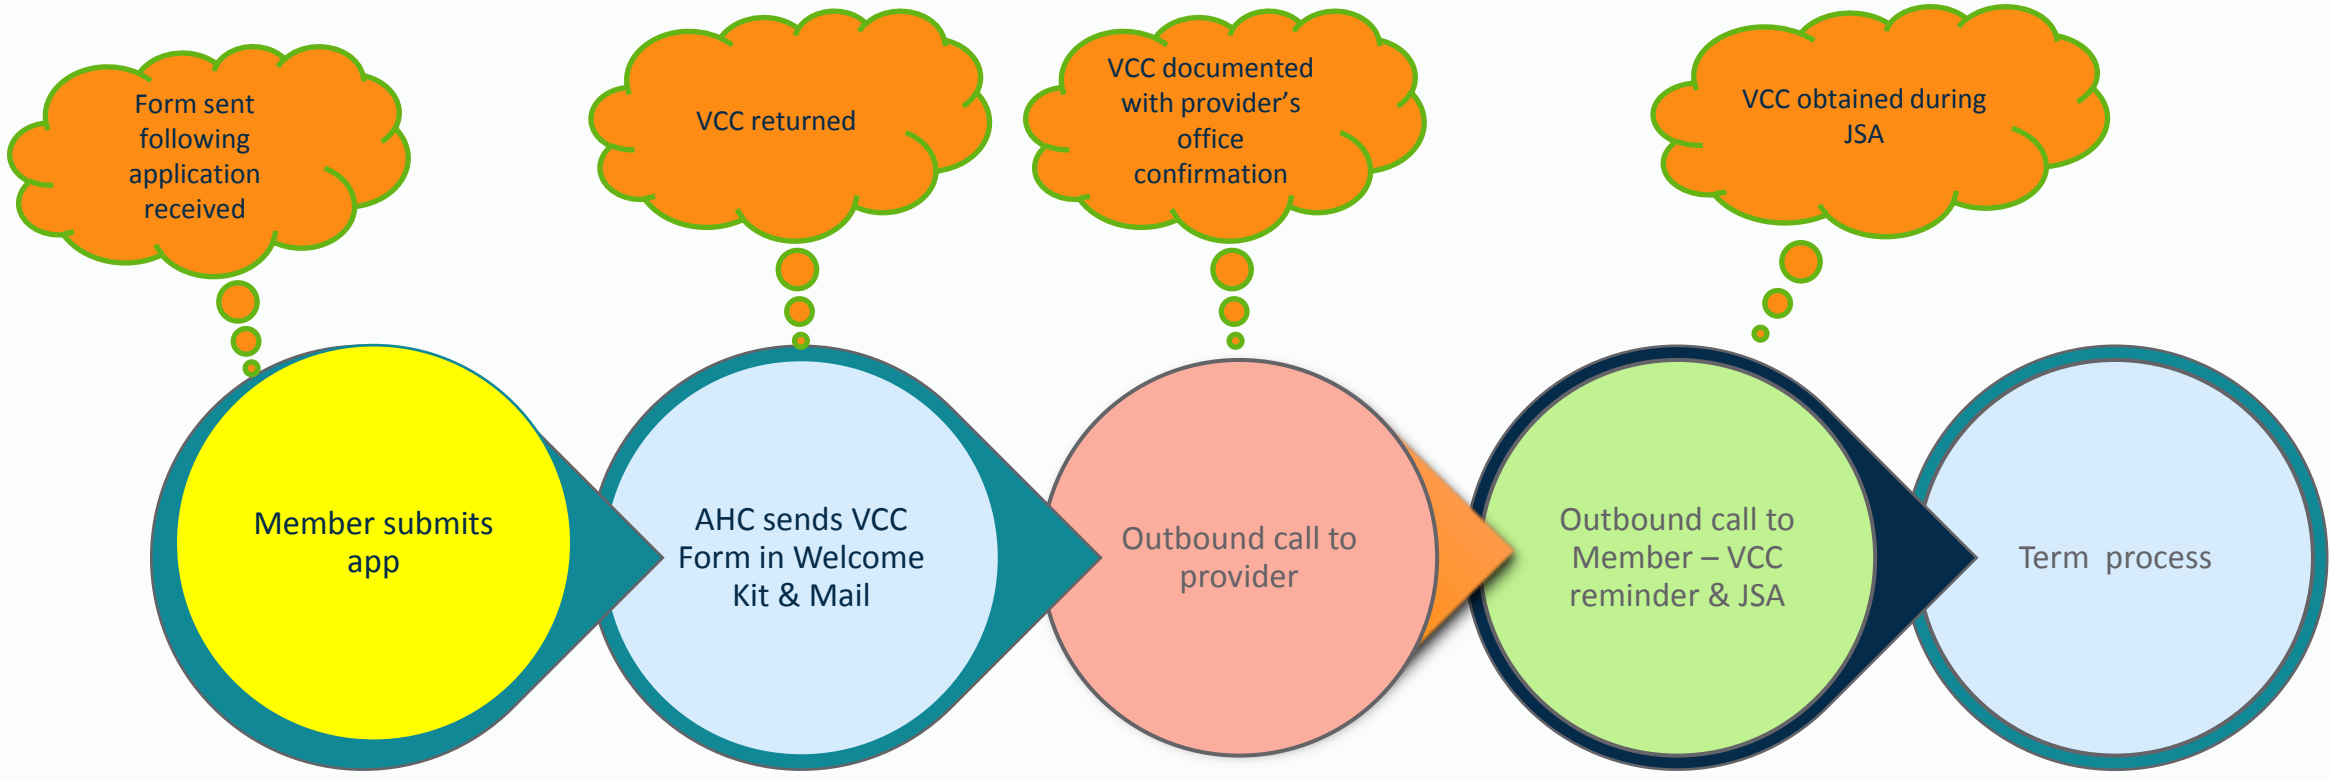 Form sent
following
application
received
VCC returned
VCC documented
with provider’s
office
confirmation
VCC obtained during
JSA
Member submits
app
AHC sends VCC
Form in Welcome
Kit & Mail
Outbound call to
provider
Outbound call to
Member – VCC
reminder & JSA
Term  process